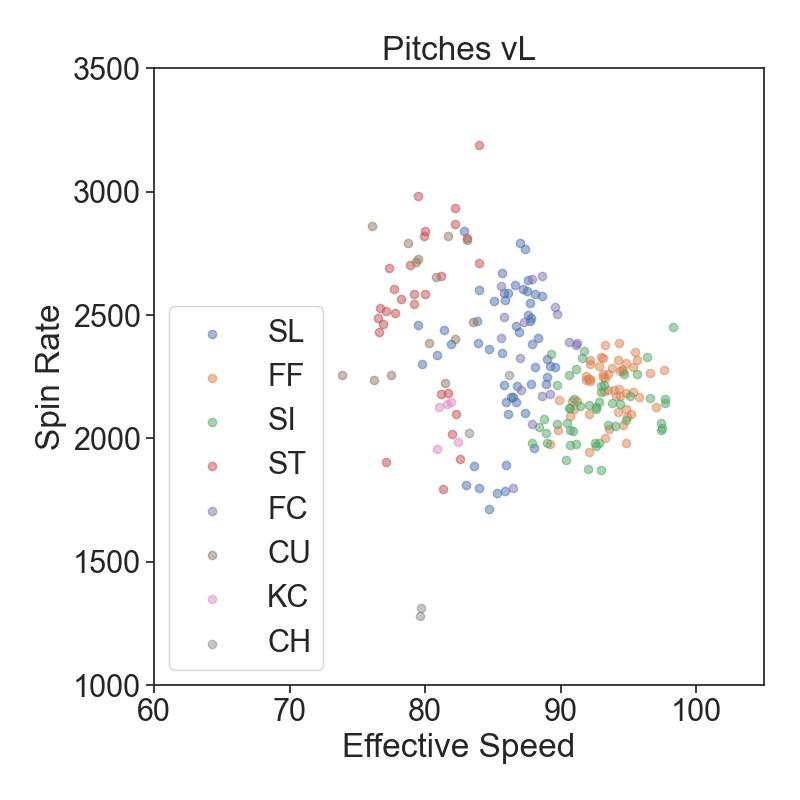 Pitches vL
3500
3000
2500
2000
1500
1000
Spin Rate
SL
FF
SI
ST
FC
CU
KC
CH
60 70 80 90 100
Effective Speed